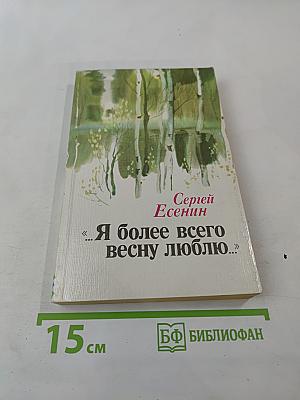 Сергей
Есенин
«...Я более всего
весну люблю...»
15 см
БФ БИБЛИОФАН